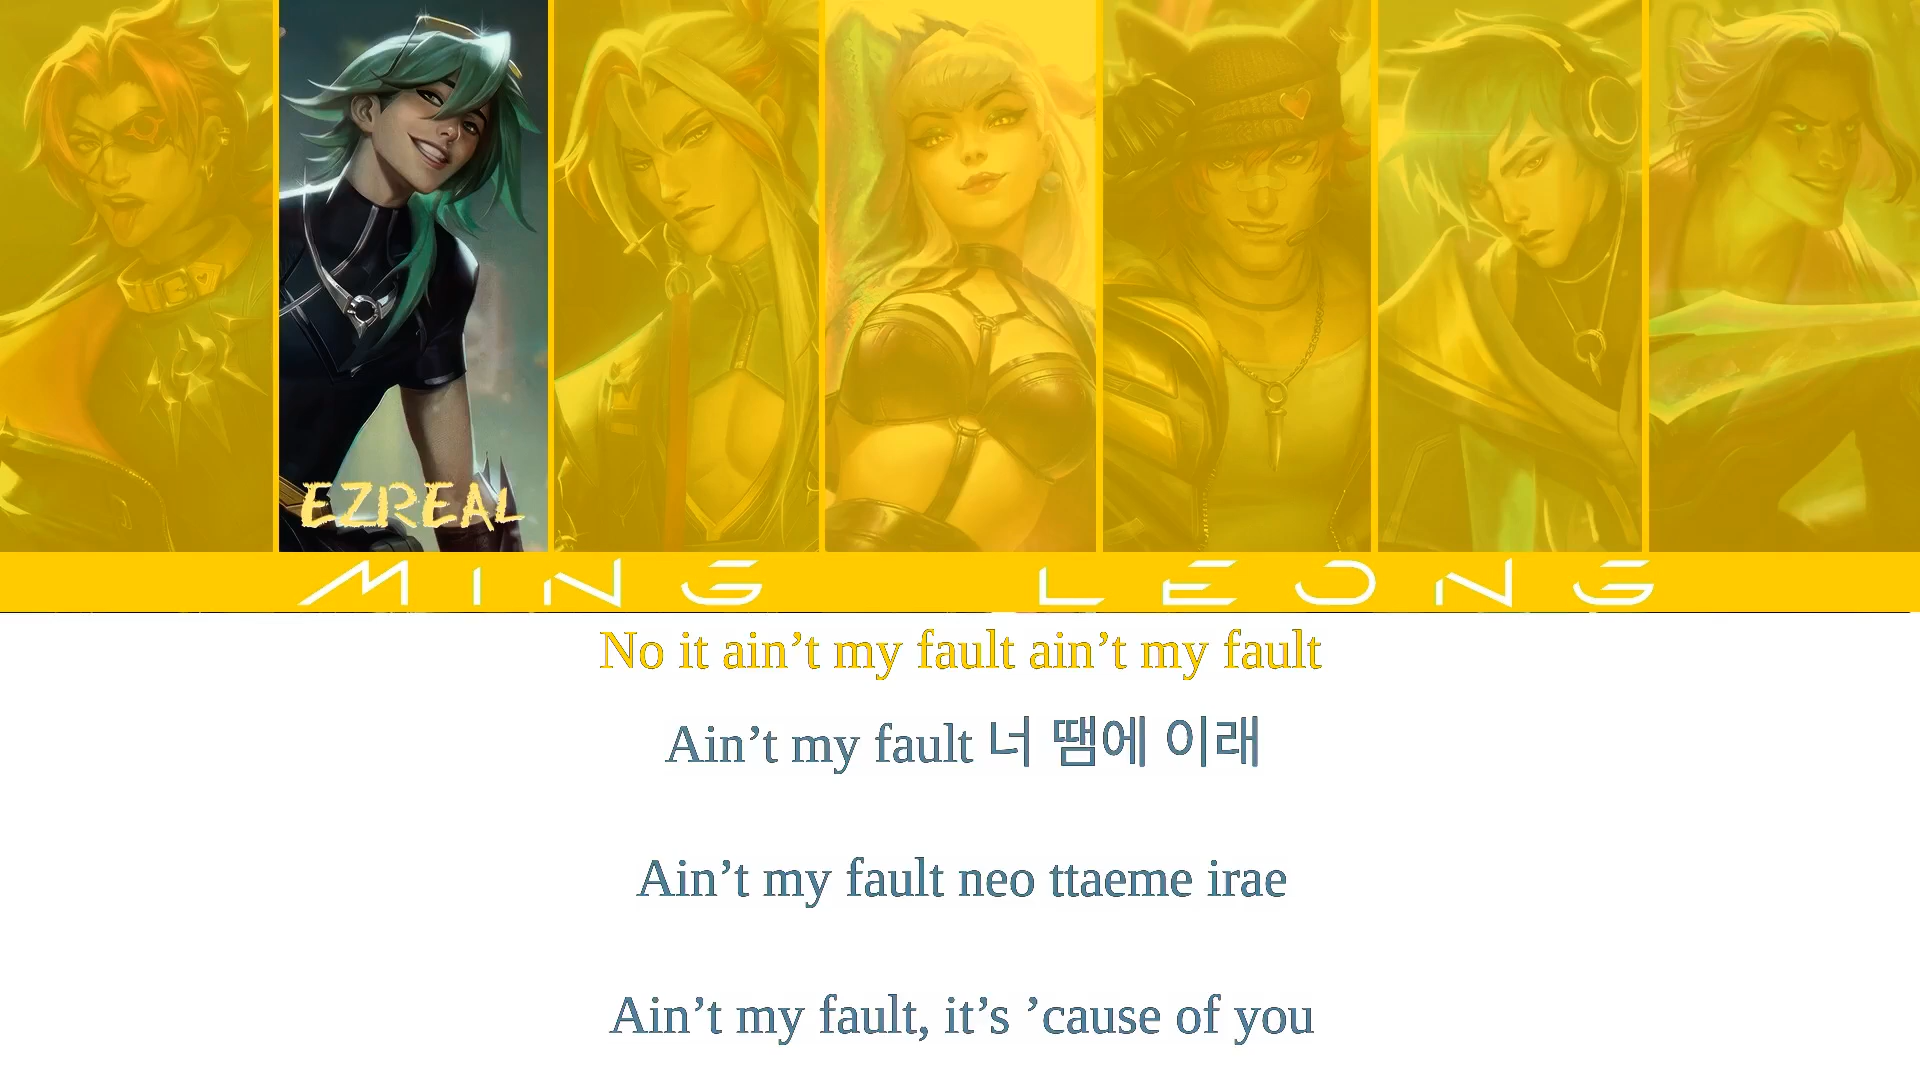 EZREAL
MING LEONG
No it ain’t my fault ain’t my fault
Ain’t my fault 너 땜에 이래
Ain’t my fault neo ttaeme irae
Ain’t my fault, it’s ’cause of you